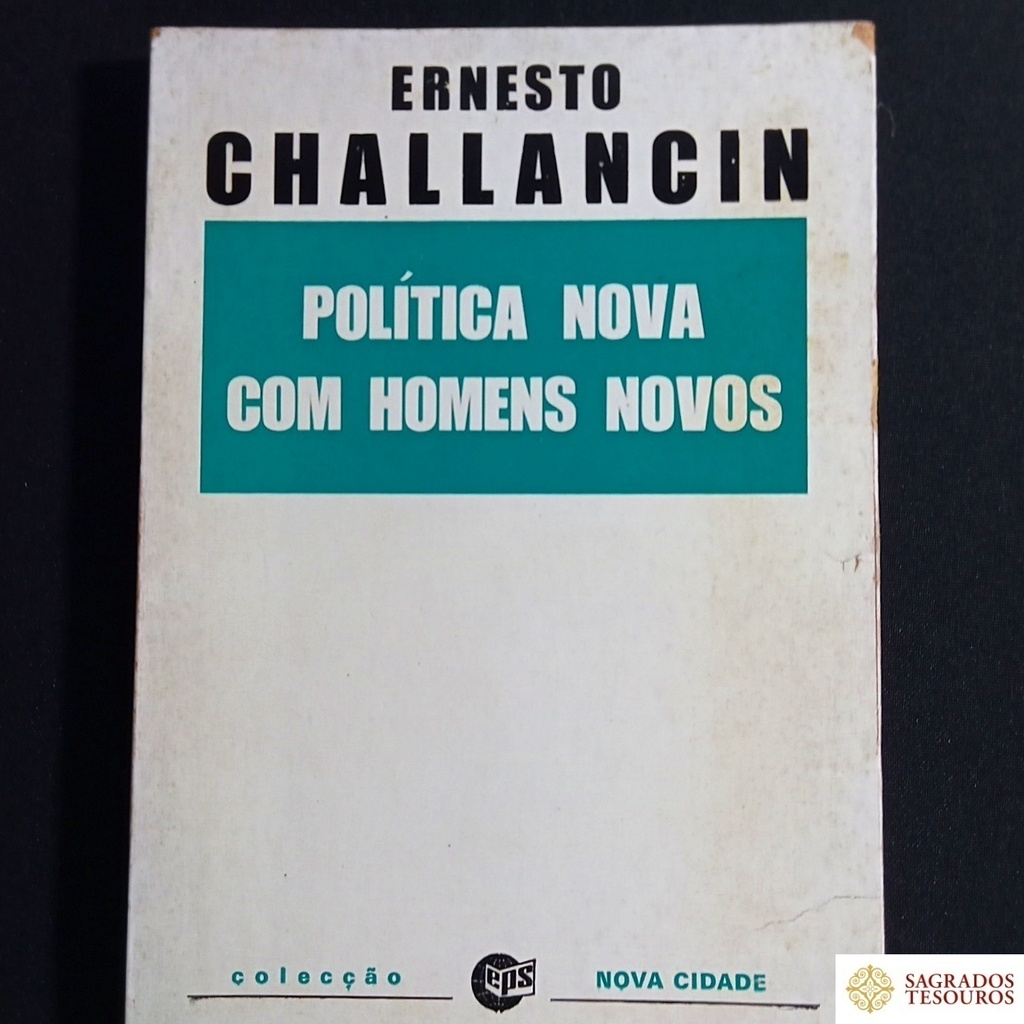 ERNESTO
CHALLANCIN
POLÍTICA NOVA
COM HOMENS NOVOS
colecção eps NOVA CIDADE
SAGRADOS
TESOUROS